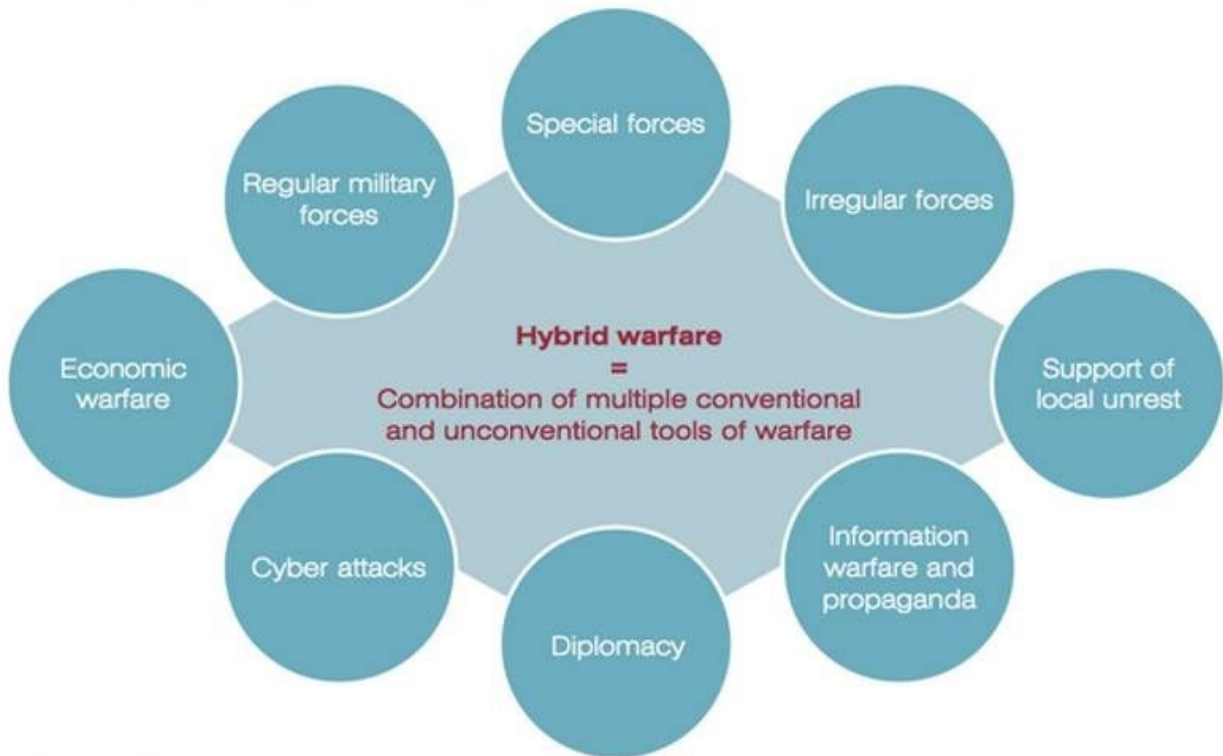 Special forces
Regular military
forces
Irregular forces
Economic
warfare
Hybrid warfare
=
Combination of multiple conventional
and unconventional tools of warfare
Support of
local unrest
Cyber attacks
Information
warfare and
propaganda
Diplomacy